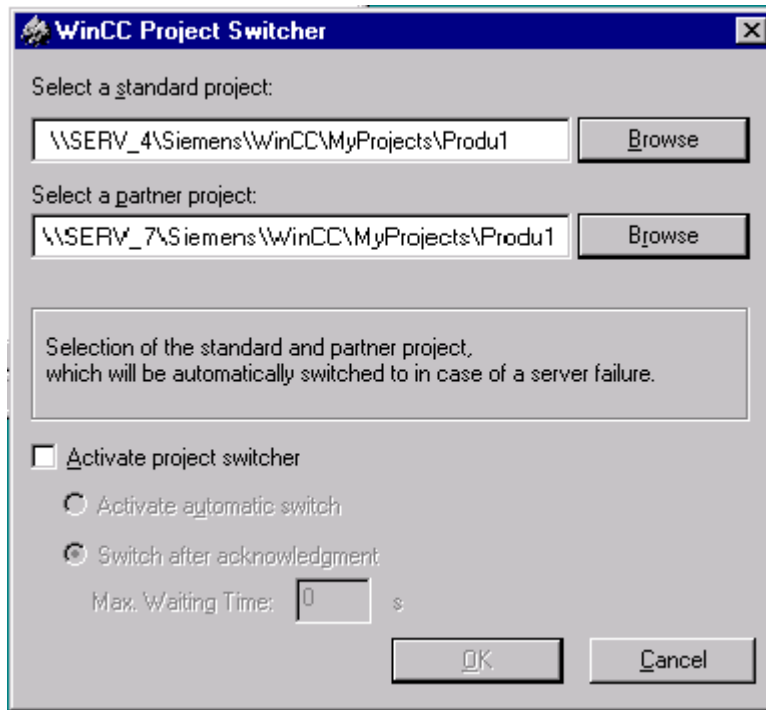 WinCC Project Switcher
Select a standard project:
\\SERV_4\Siemens\WinCC\MyProjects\Produ1
Browse
Select a partner project:
\\SERV_7\Siemens\WinCC\MyProjects\Produ1
Browse
Selection of the standard and partner project,
which will be automatically switched to in case of a server failure.
Activate project switcher
Activate automatic switch
Switch after acknowledgment
Max. Waiting Time: 0 s
OK Cancel